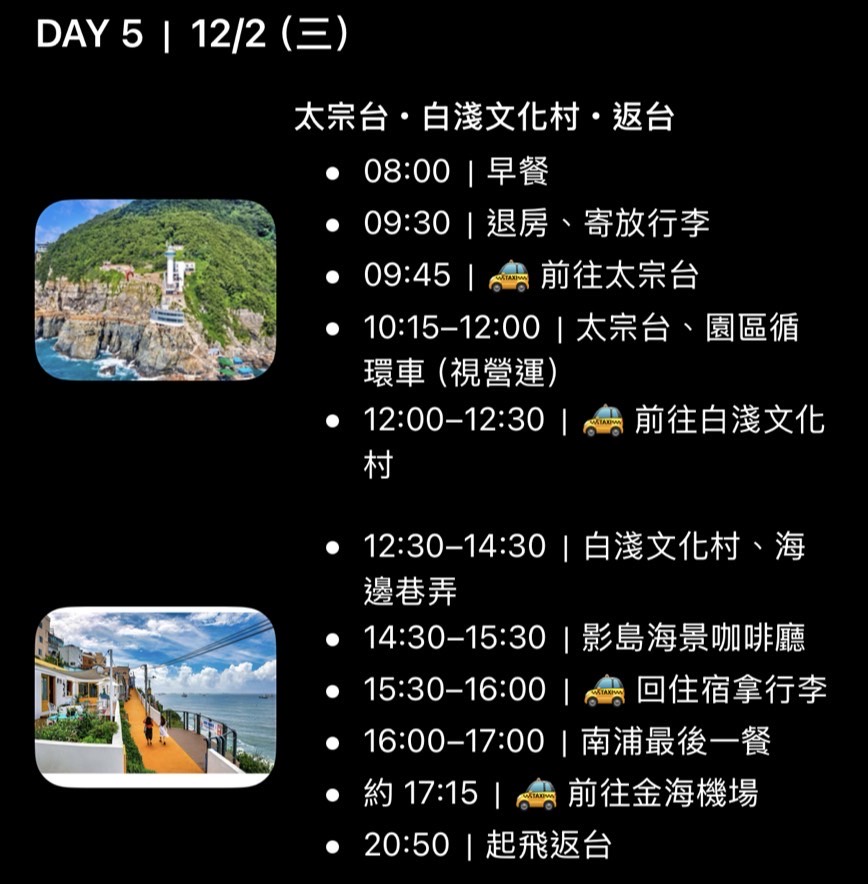 DAY 5 | 12/2（三）
太宗台・白淺文化村・返台
08:00 | 早餐
09:30 | 退房、寄放行李
09:45 | 🚕 前往太宗台
10:15–12:00 | 太宗台、園區循
環車（視營運）
12:00–12:30 | 🚕 前往白淺文化
村
12:30–14:30 | 白淺文化村、海
邊巷弄
14:30–15:30 | 影島海景咖啡廳
15:30–16:00 | 🚕 回住宿拿行李
16:00–17:00 | 南浦最後一餐
約 17:15 | 🚕 前往金海機場
20:50 | 起飛返台